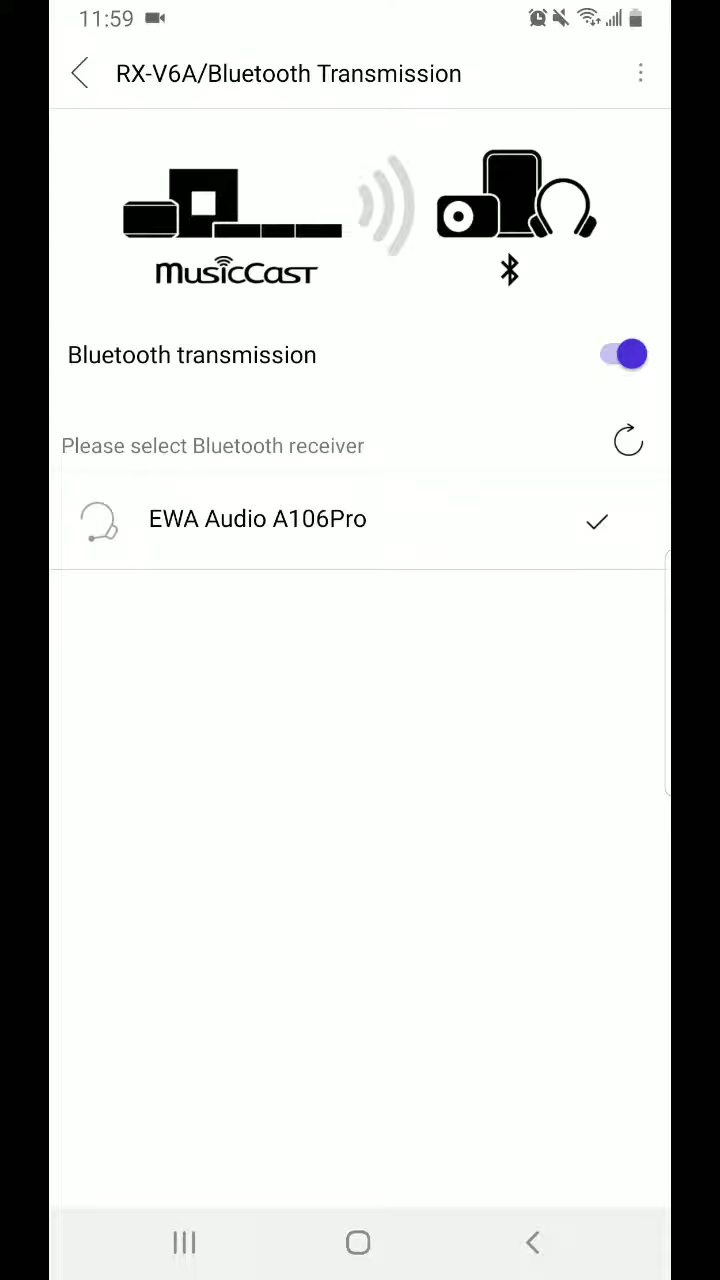 11:59
RX-V6A/Bluetooth Transmission
MusicCast
Bluetooth transmission
Please select Bluetooth receiver
EWA Audio A106Pro